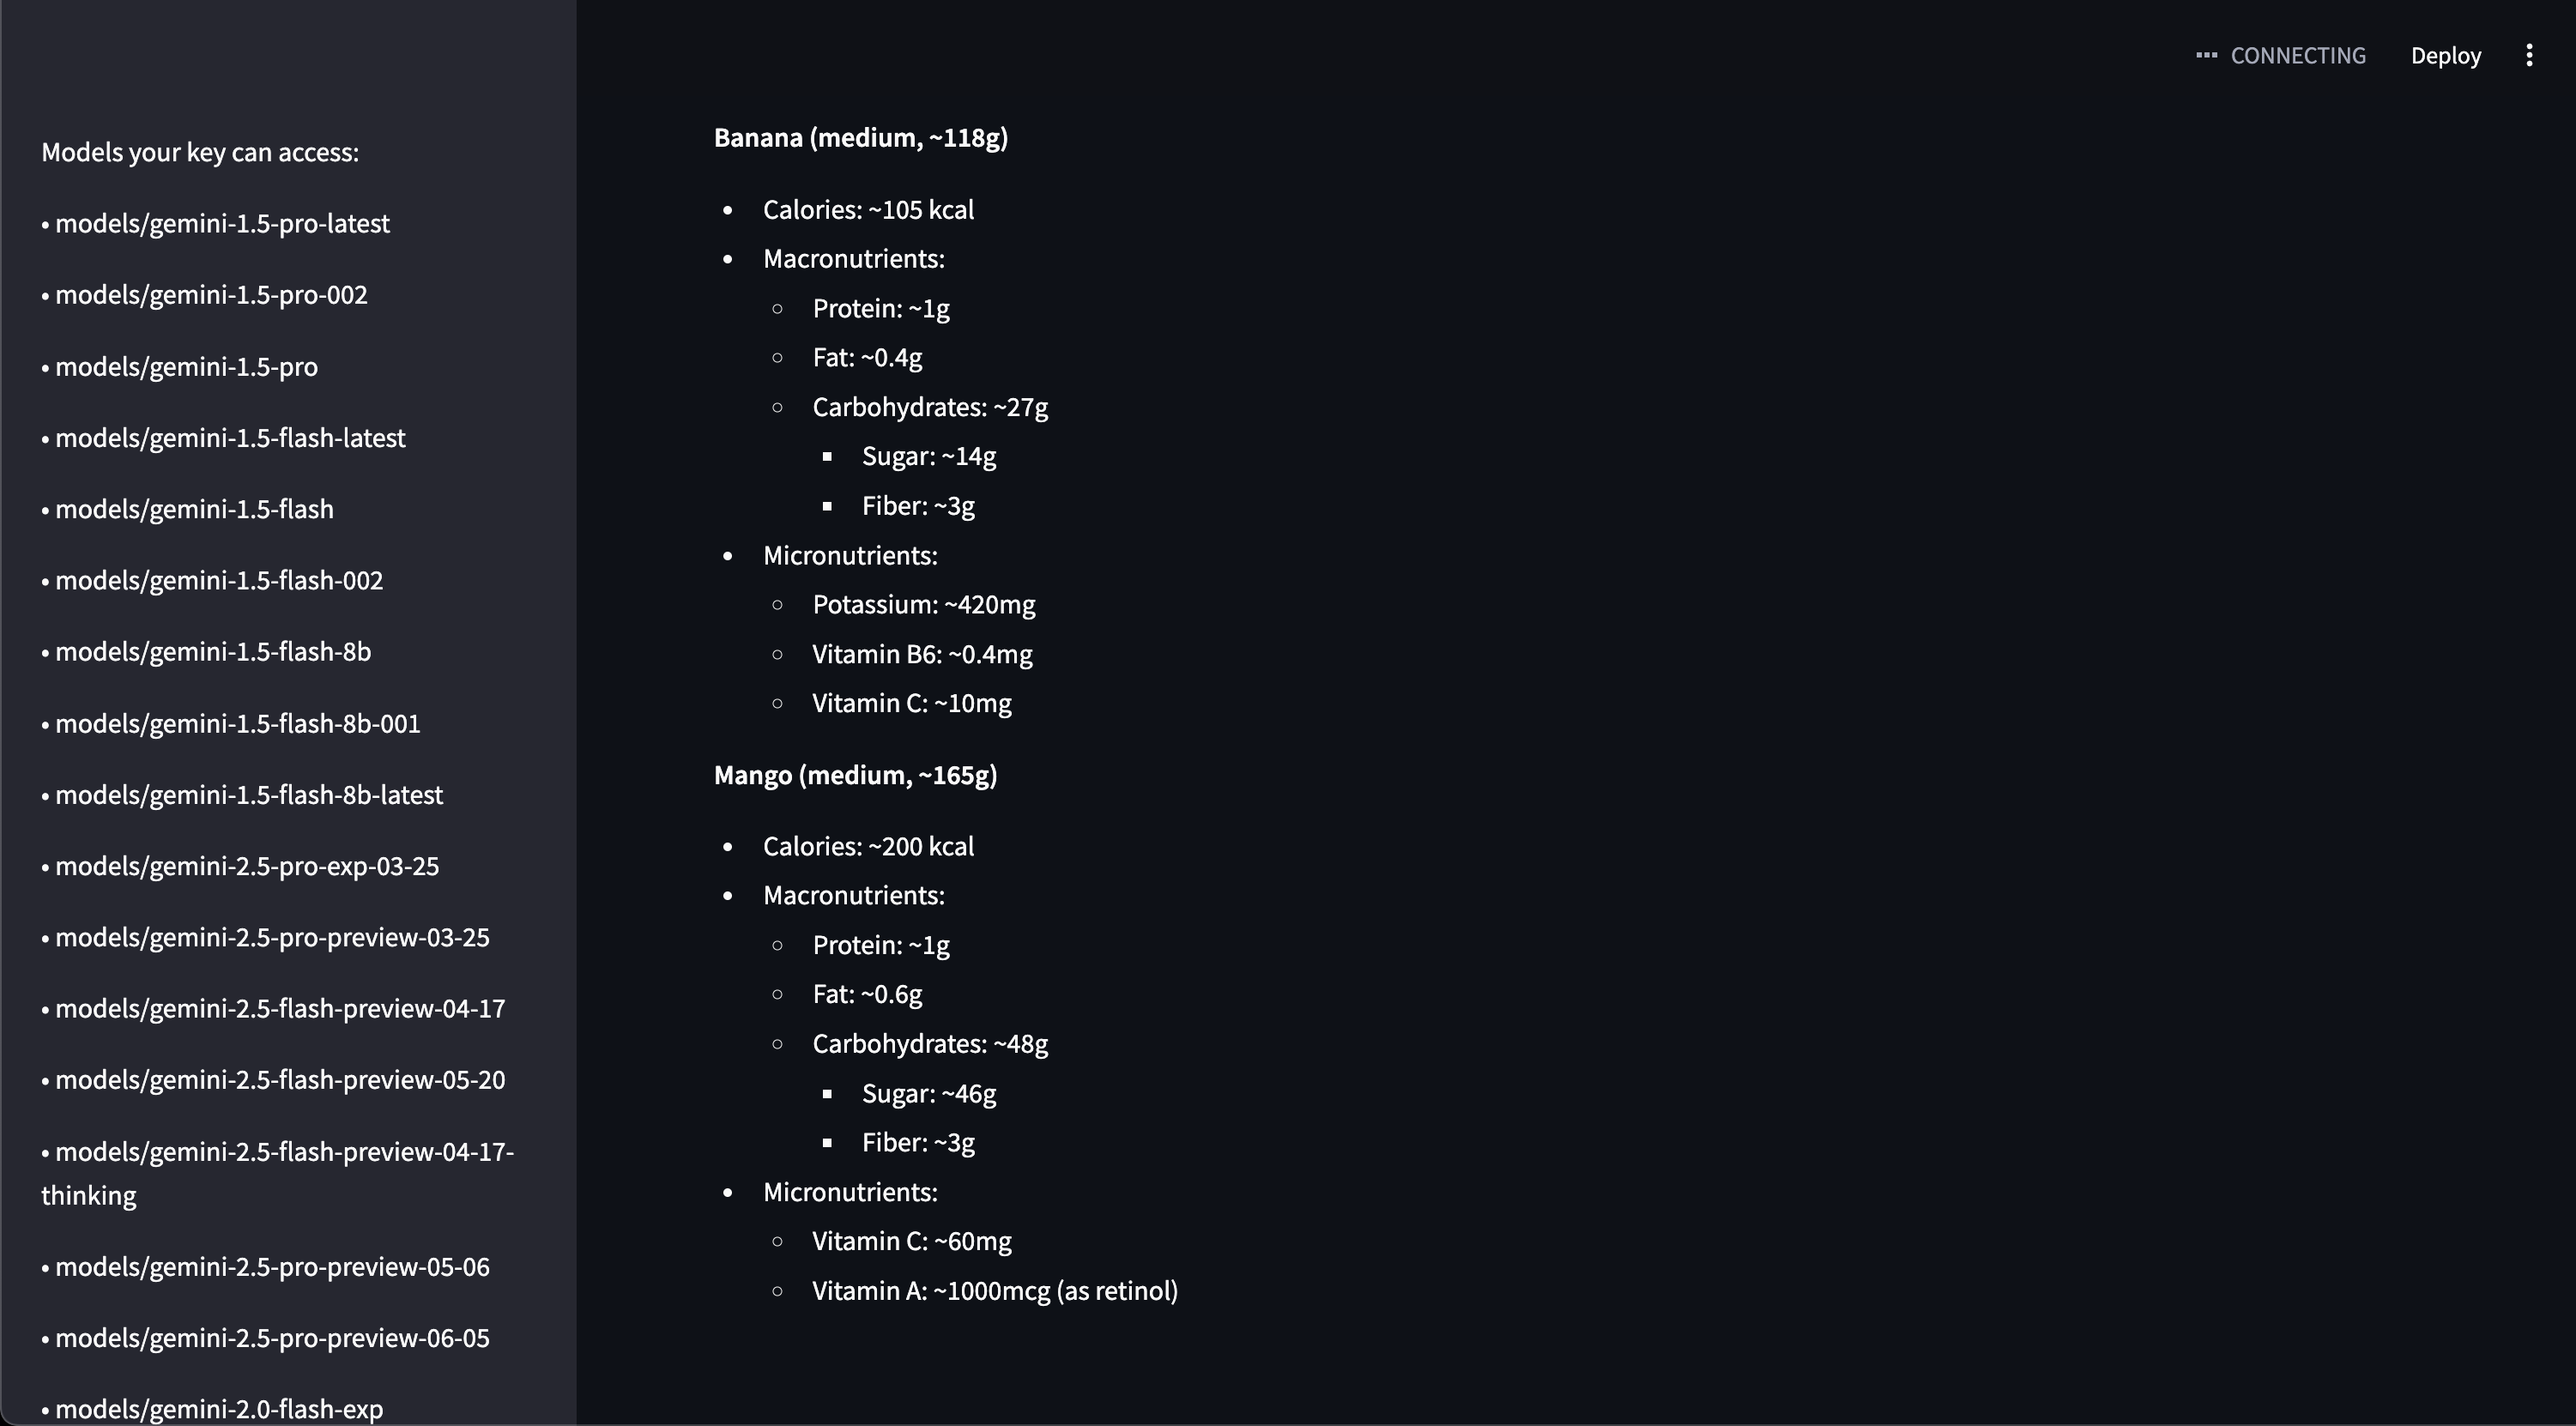 CONNECTING
Deploy
Models your key can access:
• models/gemini-1.5-pro-latest
• models/gemini-1.5-pro-002
• models/gemini-1.5-pro
• models/gemini-1.5-flash-latest
• models/gemini-1.5-flash
• models/gemini-1.5-flash-002
• models/gemini-1.5-flash-8b
• models/gemini-1.5-flash-8b-001
• models/gemini-1.5-flash-8b-latest
• models/gemini-2.5-pro-exp-03-25
• models/gemini-2.5-pro-preview-03-25
• models/gemini-2.5-flash-preview-04-17
• models/gemini-2.5-flash-preview-05-20
• models/gemini-2.5-flash-preview-04-17-
thinking
• models/gemini-2.5-pro-preview-05-06
• models/gemini-2.5-pro-preview-06-05
• models/gemini-2.0-flash-exp
Banana (medium, ~118g)
• Calories: ~105 kcal
• Macronutrients:
○ Protein: ~1g
○ Fat: ~0.4g
○ Carbohydrates: ~27g
▪ Sugar: ~14g
▪ Fiber: ~3g
• Micronutrients:
○ Potassium: ~420mg
○ Vitamin B6: ~0.4mg
○ Vitamin C: ~10mg
Mango (medium, ~165g)
• Calories: ~200 kcal
• Macronutrients:
○ Protein: ~1g
○ Fat: ~0.6g
○ Carbohydrates: ~48g
▪ Sugar: ~46g
▪ Fiber: ~3g
• Micronutrients:
○ Vitamin C: ~60mg
○ Vitamin A: ~1000mcg (as retinol)